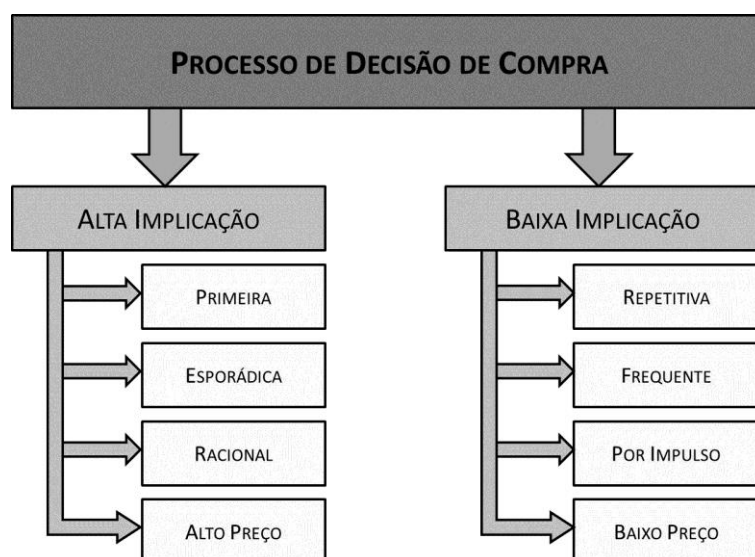 PROCESSO DE DECISÃO DE COMPRA
ALTA IMPLICAÇÃO
PRIMEIRA
ESPORÁDICA
RACIONAL
ALTO PREÇO
BAIXA IMPLICAÇÃO
REPETITIVA
FREQUENTE
POR IMPULSO
BAIXO PREÇO